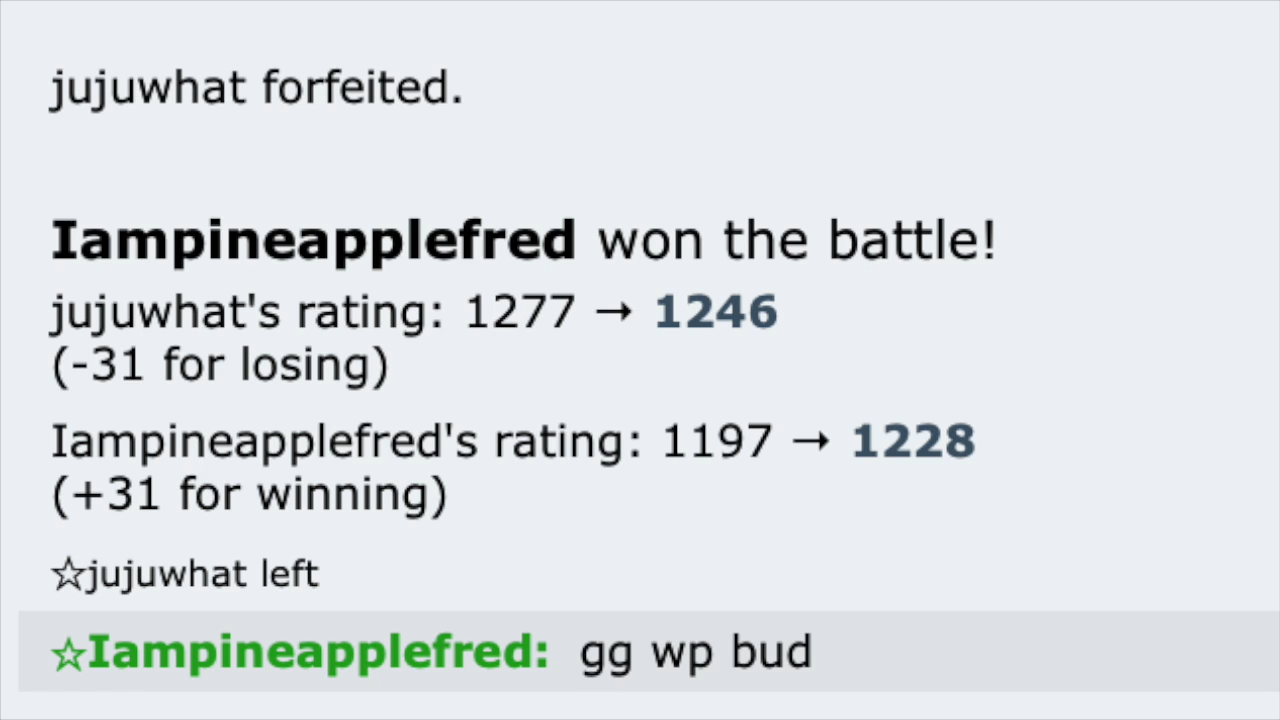 jujuwhat forfeited.
Iampineapplefred won the battle!
jujuwhat's rating: 1277 → 1246
(-31 for losing)
Iampineapplefred's rating: 1197 → 1228
(+31 for winning)
☆jujuwhat left
☆Iampineapplefred: gg wp bud